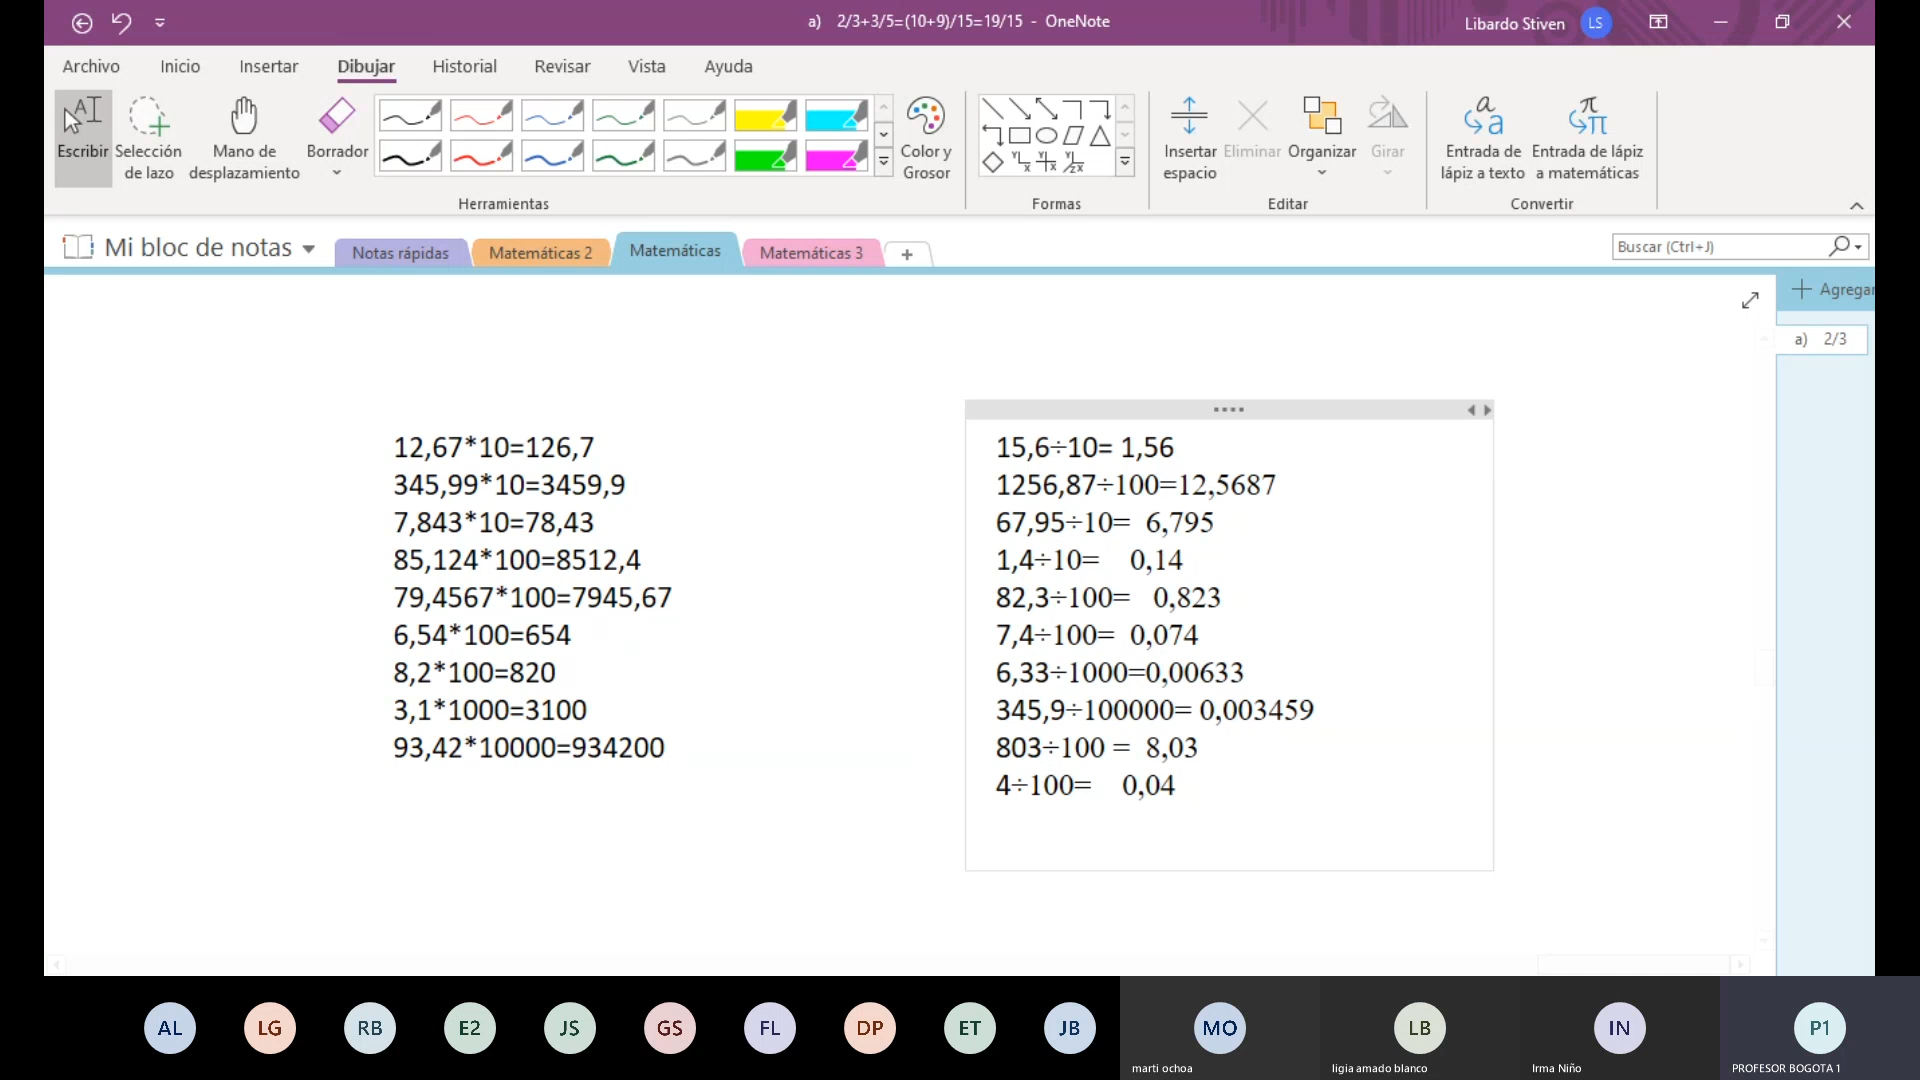 a) 2/3+3/5=(10+9)/15=19/15 - OneNote
Libardo Stiven
LS
Archivo
Inicio
Insertar
Dibujar
Historial
Revisar
Vista
Ayuda
Escribir
Selección de lazo
Mano de desplazamiento
Borrador
Color y Grosor
Herramientas
Formas
Insertar espacio
Eliminar
Organizar
Girar
Editar
Entrada de lápiz a texto
Entrada de lápiz a matemáticas
Convertir
Mi bloc de notas
Notas rápidas
Matemáticas 2
Matemáticas
Matemáticas 3
Buscar (Ctrl+J)
Agregar
a) 2/3
12,67*10=126,7
345,99*10=3459,9
7,843*10=78,43
85,124*100=8512,4
79,4567*100=7945,67
6,54*100=654
8,2*100=820
3,1*1000=3100
93,42*10000=934200
15,6÷10= 1,56
1256,87÷100=12,5687
67,95÷10= 6,795
1,4÷10= 0,14
82,3÷100= 0,823
7,4÷100= 0,074
6,33÷1000=0,00633
345,9÷100000= 0,003459
803÷100 = 8,03
4÷100= 0,04
AL
LG
RB
E2
JS
GS
FL
DP
ET
JB
MO
marti ochoa
LB
ligia amado blanco
IN
Irma Niño
P1
PROFESOR BOGOTA 1